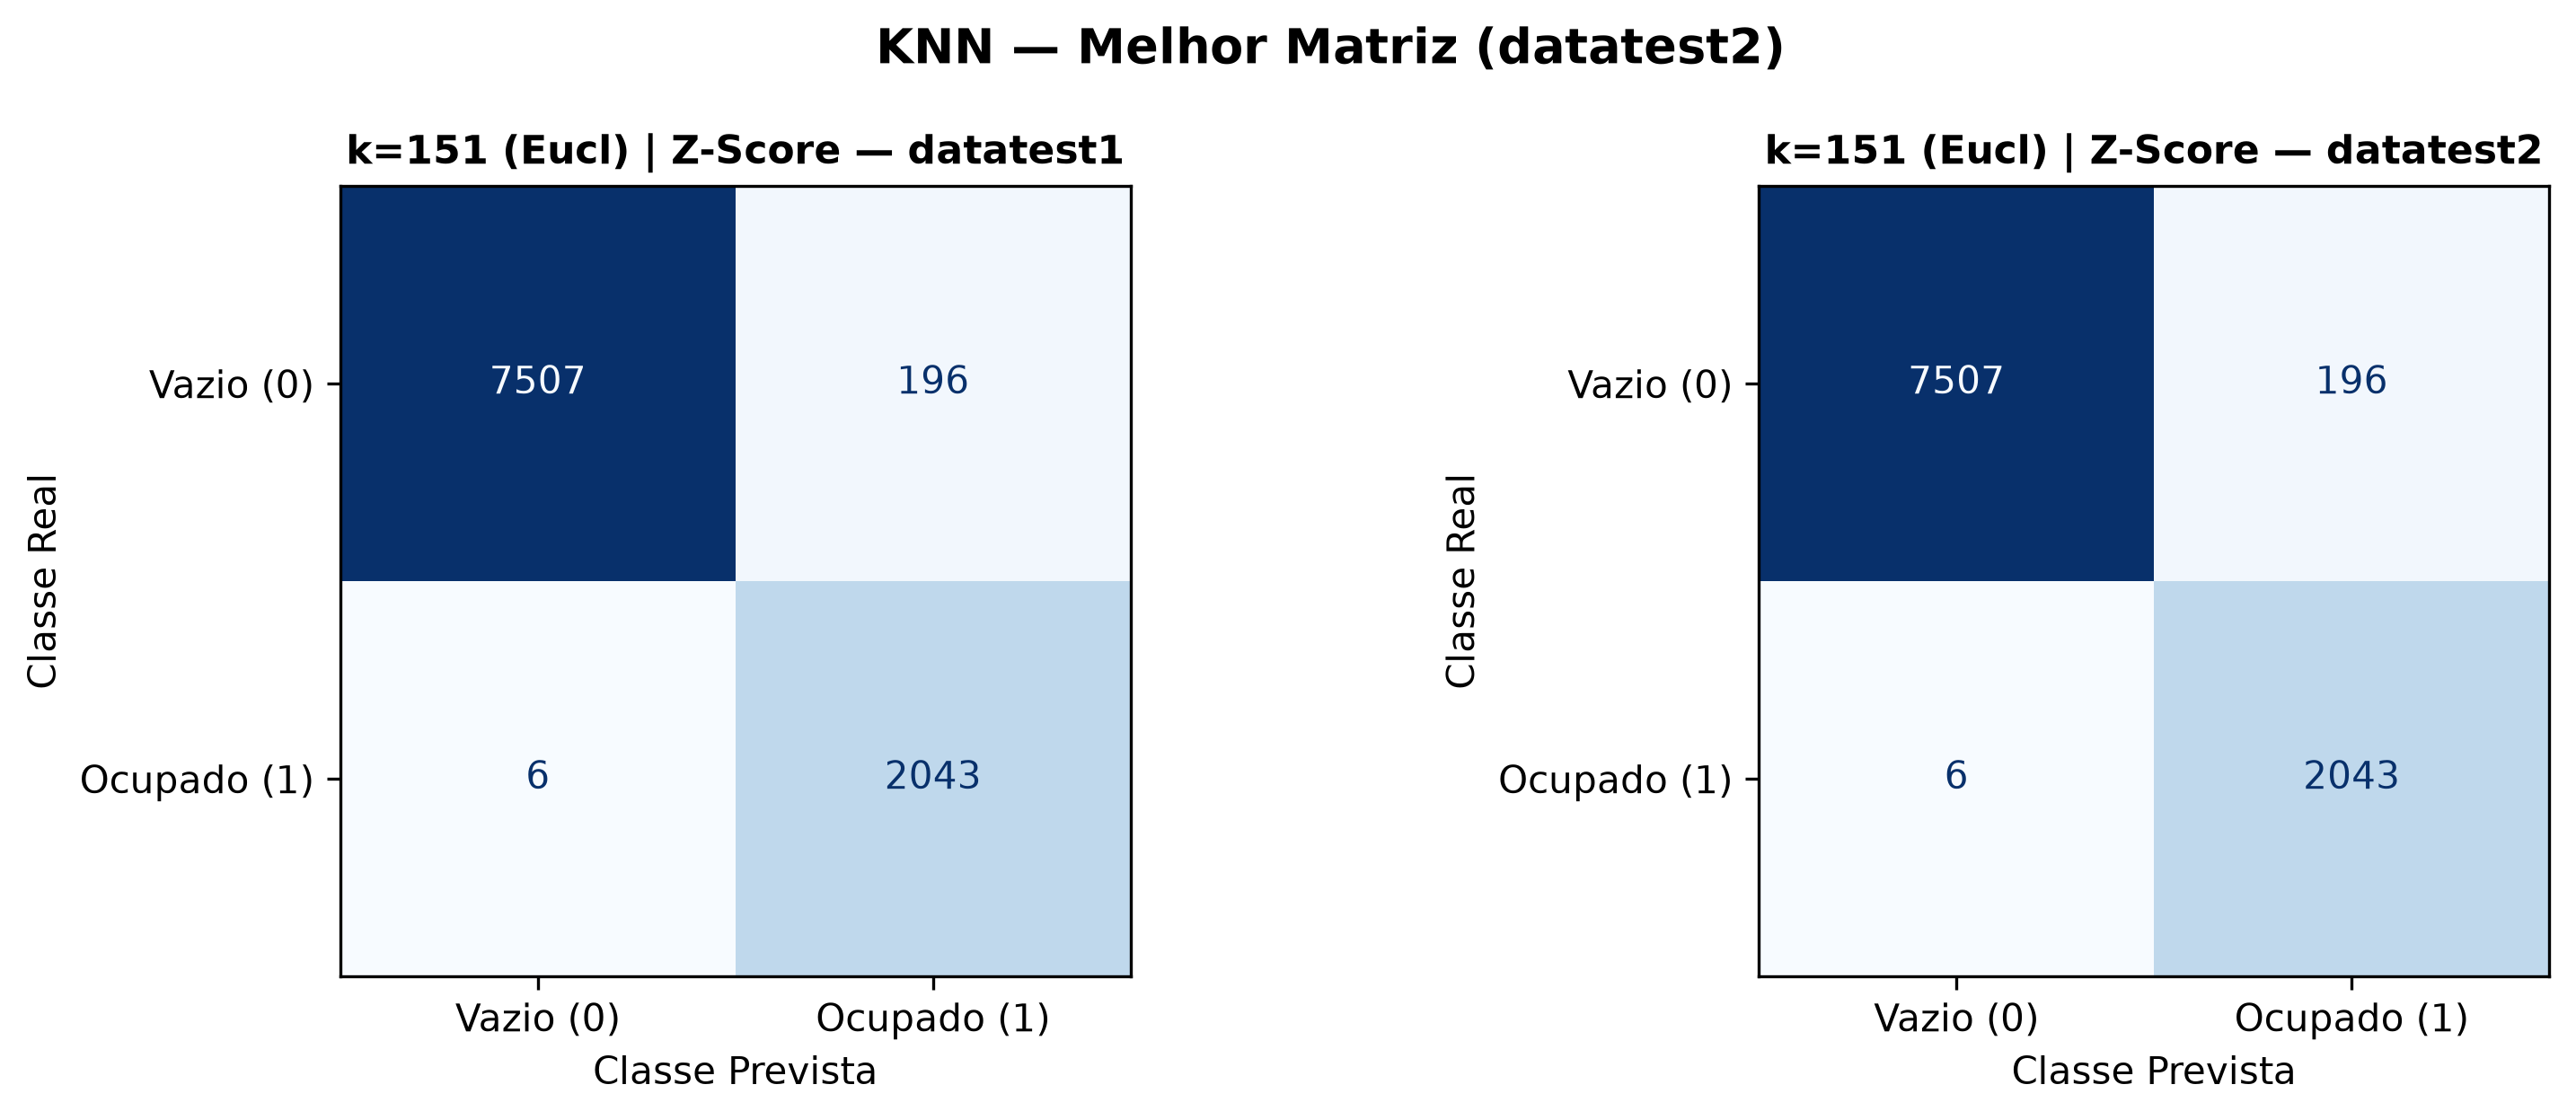 KNN — Melhor Matriz (datatest2)
k=151 (Eucl) | Z-Score — datatest1
Classe Real
Vazio (0)
7507
196
Ocupado (1)
6
2043
Vazio (0)
Ocupado (1)
Classe Prevista
k=151 (Eucl) | Z-Score — datatest2
Classe Real
Vazio (0)
7507
196
Ocupado (1)
6
2043
Vazio (0)
Ocupado (1)
Classe Prevista